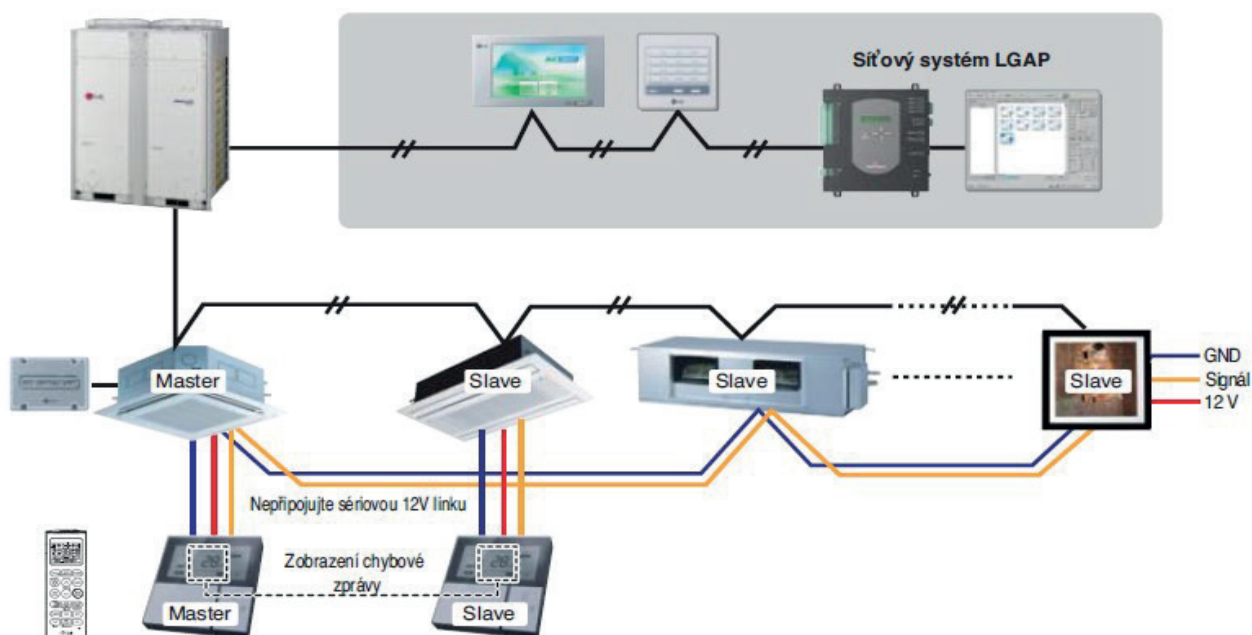 Síťový systém LGAP
Master
Slave
Slave
Slave
GND
Signál
12 V
Nepřipojujte sériovou 12V linku
Zobrazení chybové
zprávy
Master
Slave